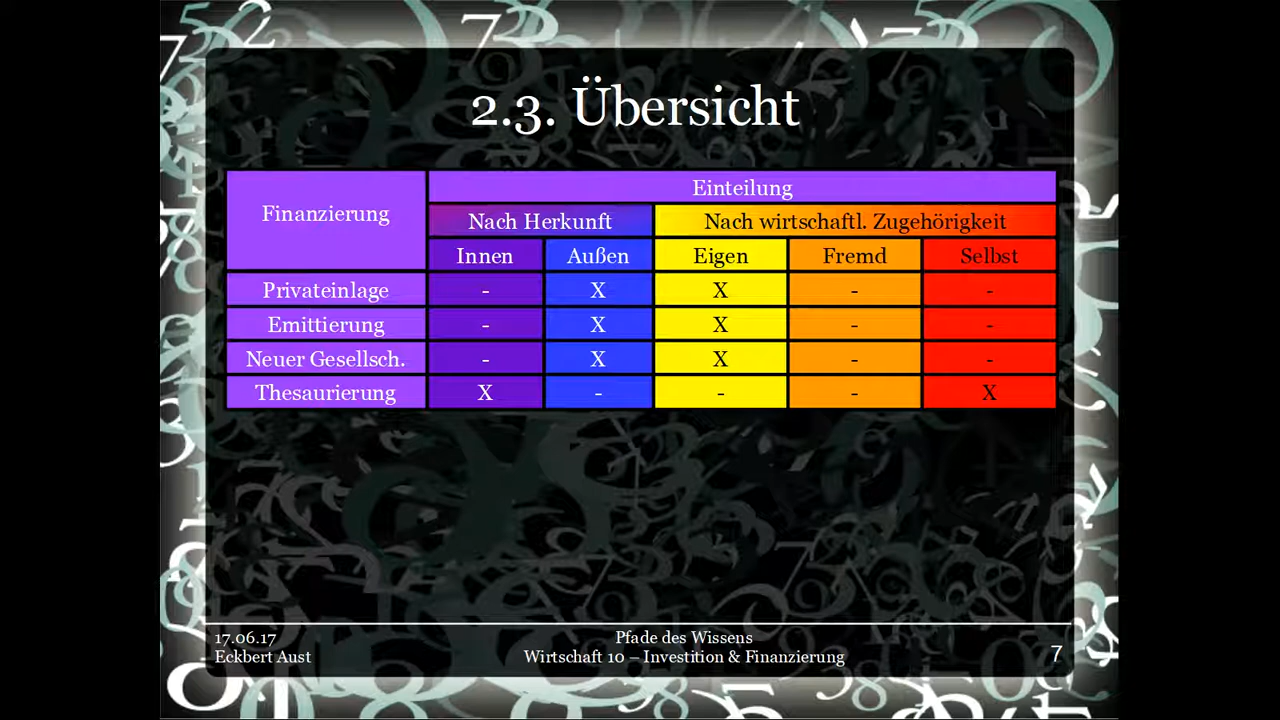 2.3. Übersicht
Finanzierung
Einteilung
Nach Herkunft Nach wirtschaftl. Zugehörigkeit
Innen Außen Eigen Fremd Selbst
Privateinlage - X X - -
Emittierung - X X - -
Neuer Gesellsch. - X X - -
Thesaurierung X - - - X
17.06.17
Eckbert Aust
Pfade des Wissens
Wirtschaft 10 – Investition & Finanzierung
7